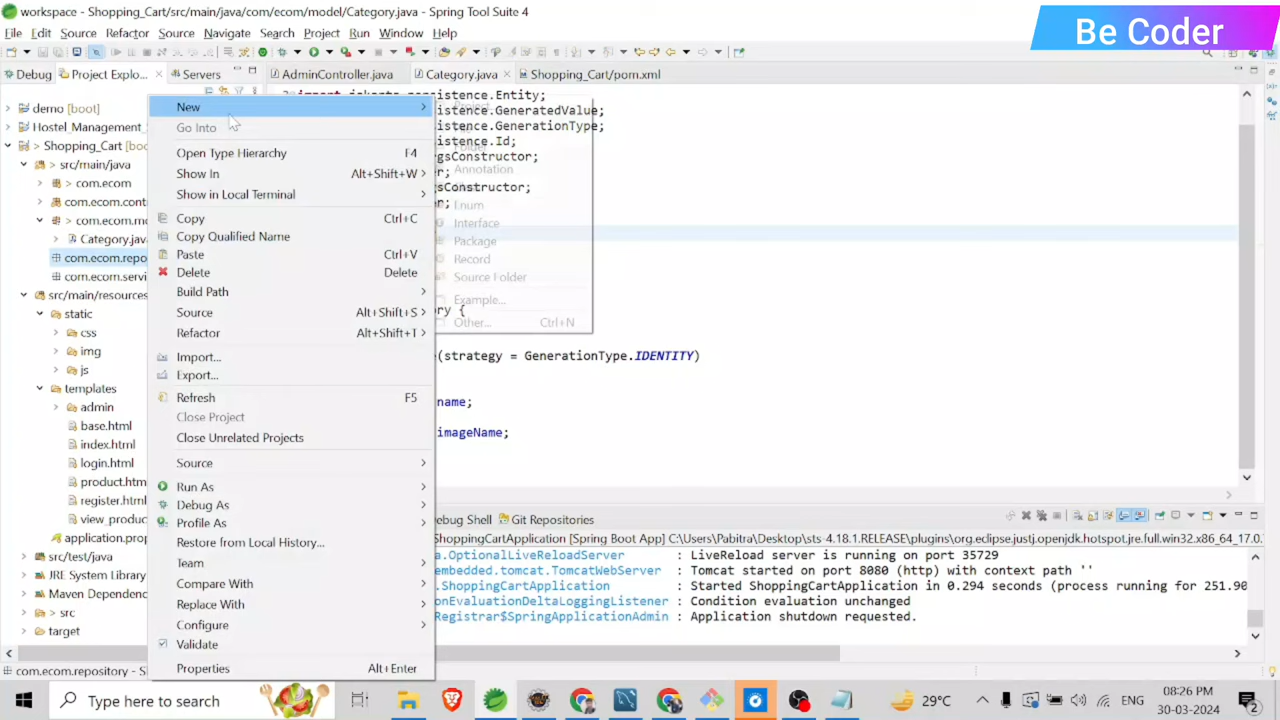 workspace - Shopping_Cart/src/main/java/com/ecom/model/Category.java - Spring Tool Suite 4
Be Coder
File Edit Source Refactor Source Navigate Search Project Run Window Help
Debug Project Explo... Servers AdminController.java Category.java Shopping_Cart/pom.xml
demo [boot]
Hostel_Management_
Shopping_Cart [boo
src/main/java
com.ecom
com.ecom.cont
com.ecom.mo
Category.java
com.ecom.repo
com.ecom.servi
src/main/resources
static
css
img
js
templates
admin
base.html
index.html
login.html
product.htm
register.html
view_produc
application.prop
src/test/java
JRE System Library
Maven Dependenc
src
target
New
Go Into
Open Type Hierarchy F4
Show In Alt+Shift+W
Show in Local Terminal
Copy Ctrl+C
Copy Qualified Name
Paste Ctrl+V
Delete Delete
Build Path
Source Alt+Shift+S
Refactor Alt+Shift+T
Import...
Export...
Refresh F5
Close Project
Close Unrelated Projects
Source
Run As
Debug As
Profile As
Restore from Local History...
Team
Compare With
Replace With
Configure
Validate
Properties Alt+Enter
Project...
Folder
Annotation
Enum
Interface
Package
Record
Source Folder
Example...
Other... Ctrl+N
import jakarta.persistence.Entity;
istence.GeneratedValue;
istence.GenerationType;
istence.Id;
gsConstructor;
r;
gsConstructor;
r;
ory {
(strategy = GenerationType.IDENTITY)
name;
imageName;
ebug Shell Git Repositories
ShoppingCartApplication [Spring Boot App] C:\Users\Pabitra\Desktop\sts-4.18.1.RELEASE\plugins\org.eclipse.justj.openjdk.hotspot.jre.full.win32.x86_64_17.0.
a.OptionalLiveReloadServer : LiveReload server is running on port 35729
embedded.tomcat.TomcatWebServer : Tomcat started on port 8080 (http) with context path ''
.ShoppingCartApplication : Started ShoppingCartApplication in 0.294 seconds (process running for 251.90
onEvaluationDeltaLoggingListener : Condition evaluation unchanged
Registrar$SpringApplicationAdmin : Application shutdown requested.
com.ecom.repository - S
Type here to search
29°C
ENG
08:26 PM
30-03-2024
2